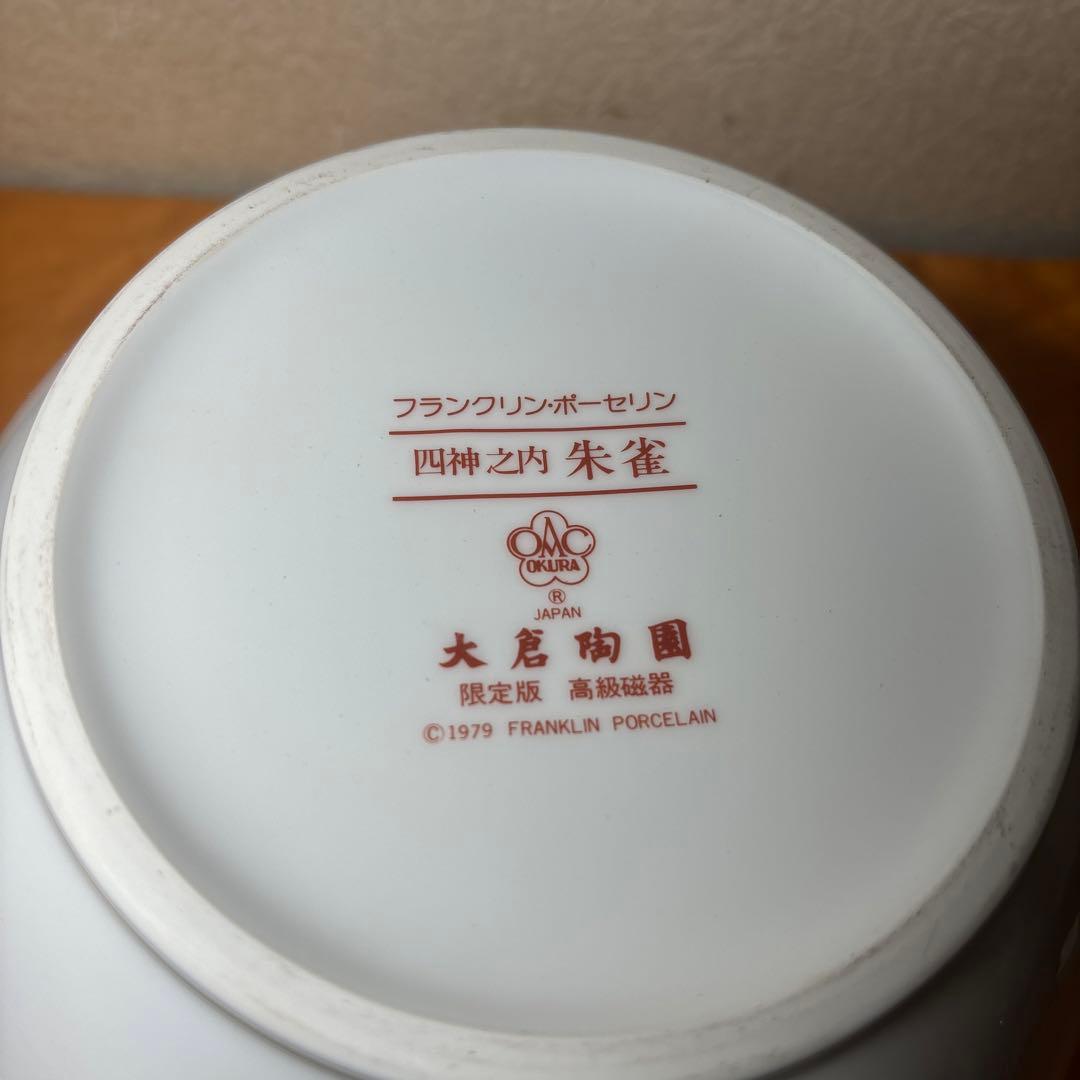 フランクリン・ポーセリン
四神之内 朱雀
OAC
OKURA
®
JAPAN
大倉陶園
限定版 高級磁器
©1979 FRANKLIN PORCELAIN